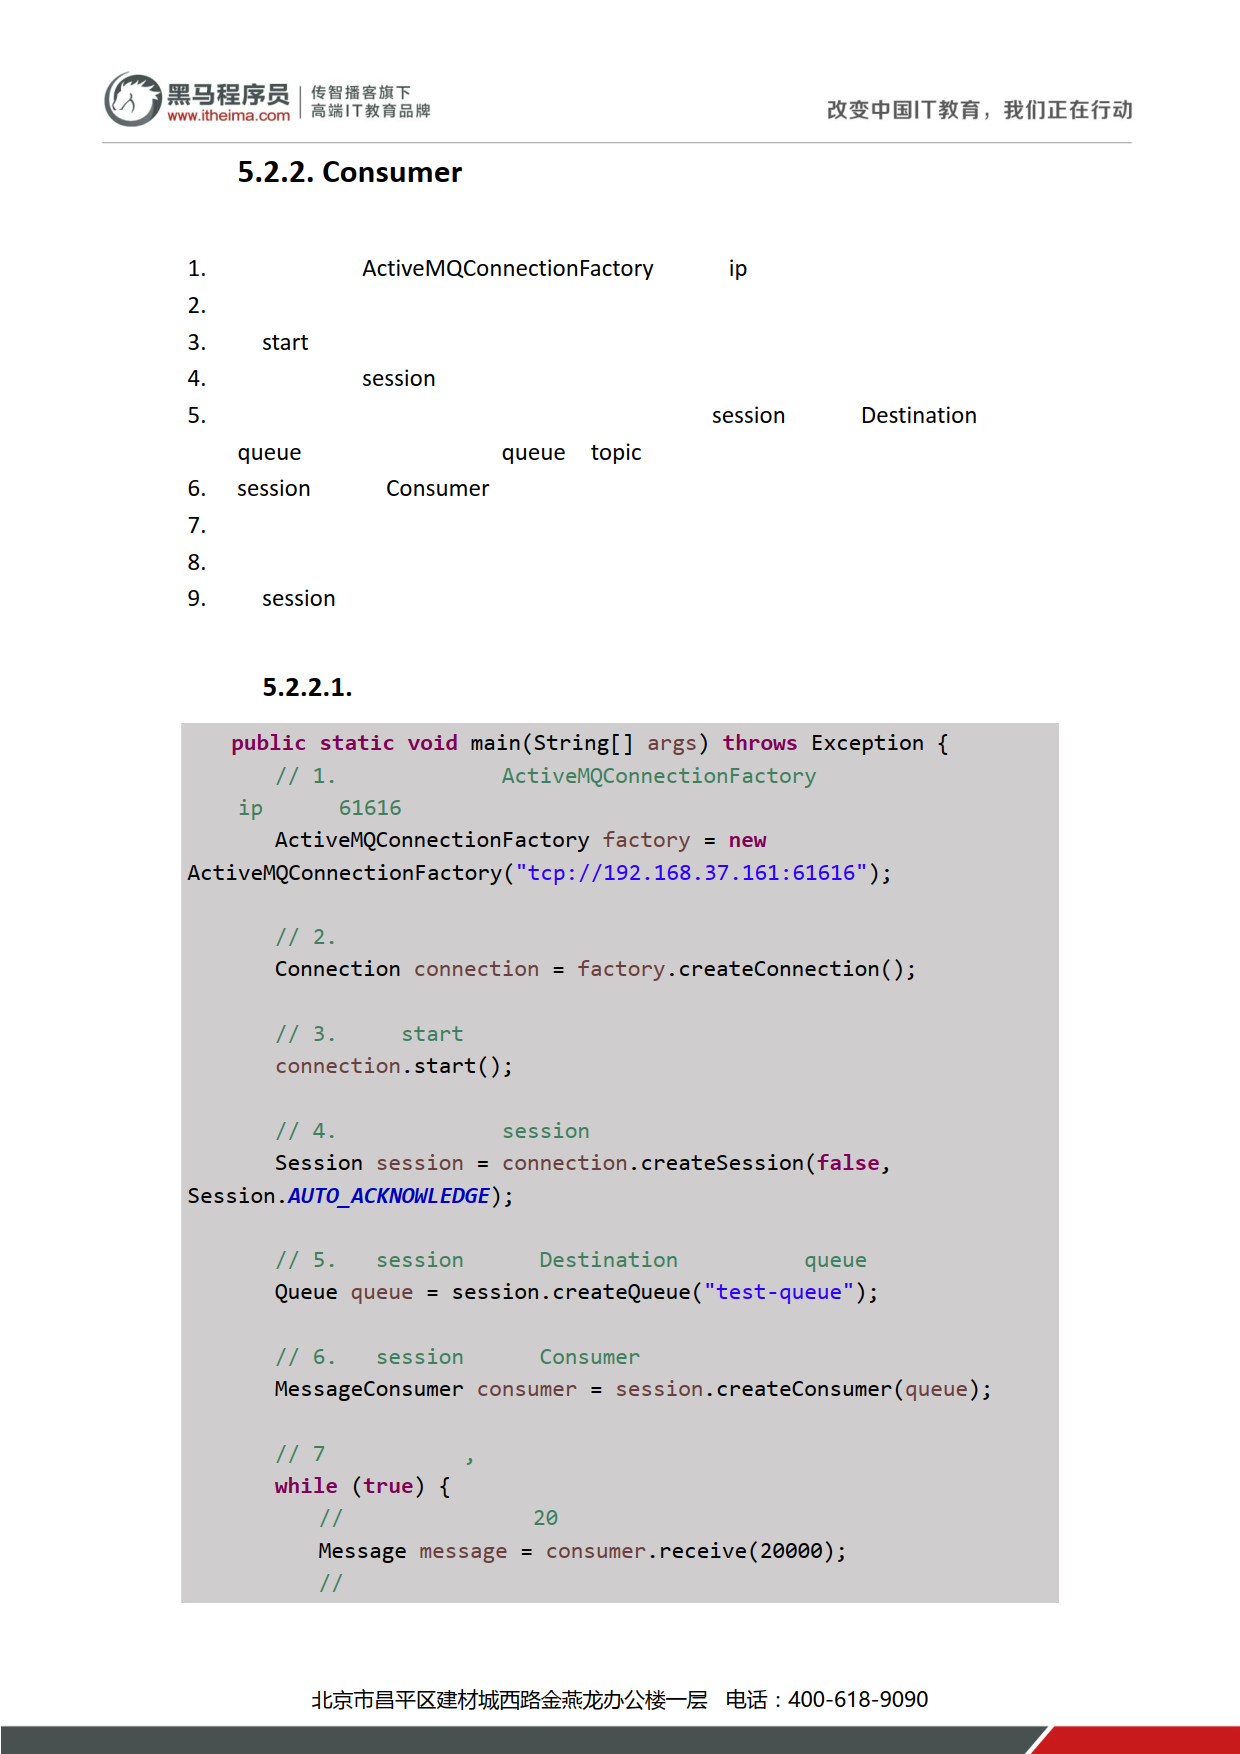 黑马程序员 传智播客旗下
www.itheima.com 高端IT教育品牌
改变中国IT教育，我们正在行动
5.2.2. Consumer
1. ActiveMQConnectionFactory ip
2.
3. start
4. session
5. session Destination
queue queue topic
6. session Consumer
7.
8.
9. session
5.2.2.1.
public static void main(String[] args) throws Exception {
// 1. ActiveMQConnectionFactory
ip 61616
ActiveMQConnectionFactory factory = new
ActiveMQConnectionFactory("tcp://192.168.37.161:61616");
// 2.
Connection connection = factory.createConnection();
// 3. start
connection.start();
// 4. session
Session session = connection.createSession(false,
Session.AUTO_ACKNOWLEDGE);
// 5. session Destination queue
Queue queue = session.createQueue("test-queue");
// 6. session Consumer
MessageConsumer consumer = session.createConsumer(queue);
// 7 ,
while (true) {
// 20
Message message = consumer.receive(20000);
//
北京市昌平区建材城西路金燕龙办公楼一层 电话：400-618-9090